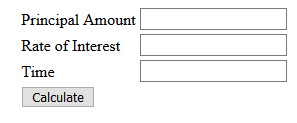 Principal Amount
Rate of Interest
Time
Calculate